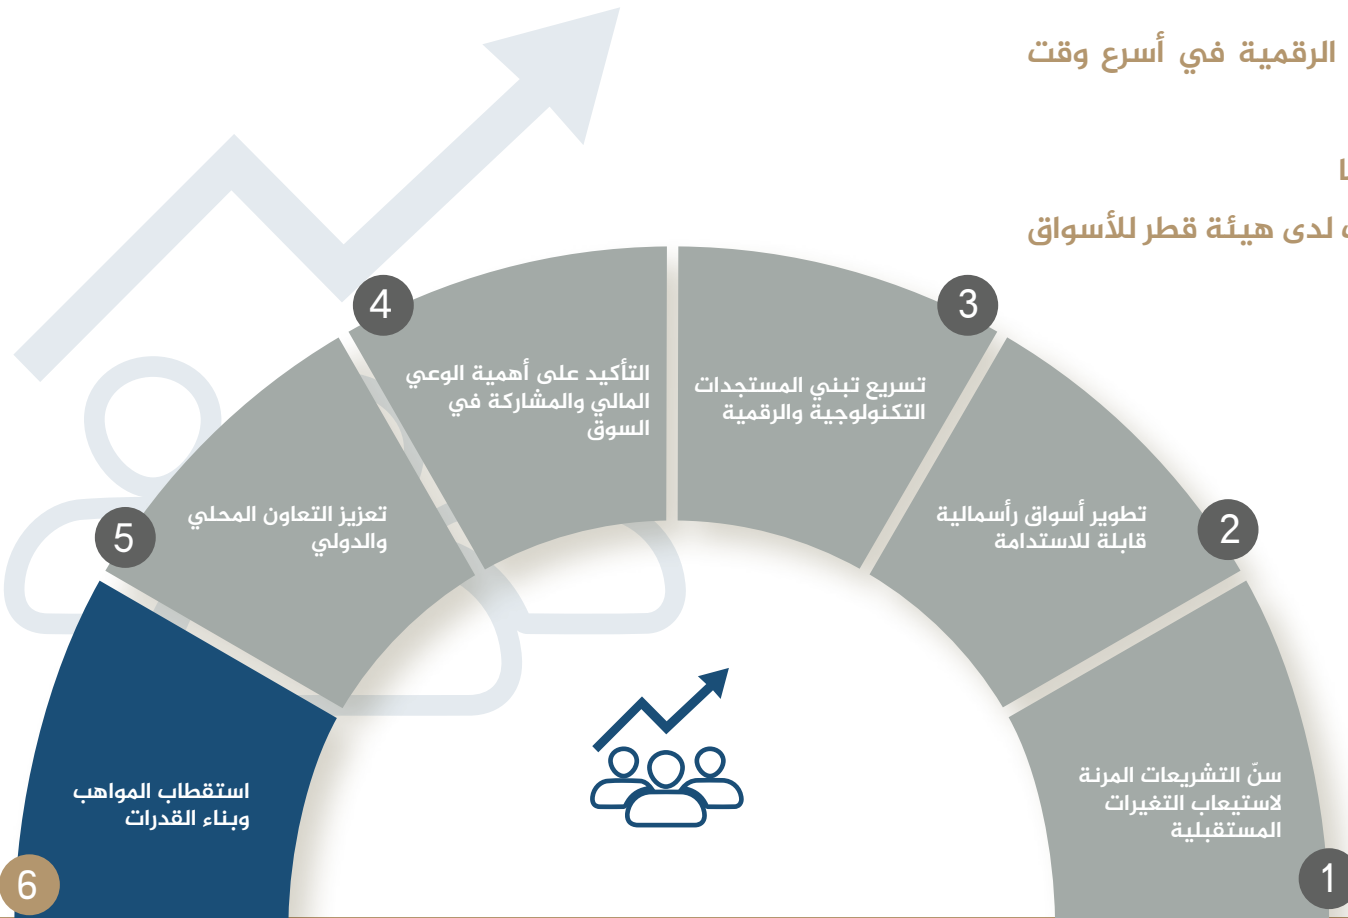 الرقمية في أسرع وقت
لدى هيئة قطر للأسواق
3
4
تسريع تبني المستجدات
التكنولوجية والرقمية
التأكيد على أهمية الوعي
المالي والمشاركة في
السوق
2
5
تطوير أسواق رأسمالية
قابلة للاستدامة
تعزيز التعاون المحلي
والدولي
سنّ التشريعات المرنة
لاستيعاب التغيرات
المستقبلية
استقطاب المواهب
وبناء القدرات
1
6